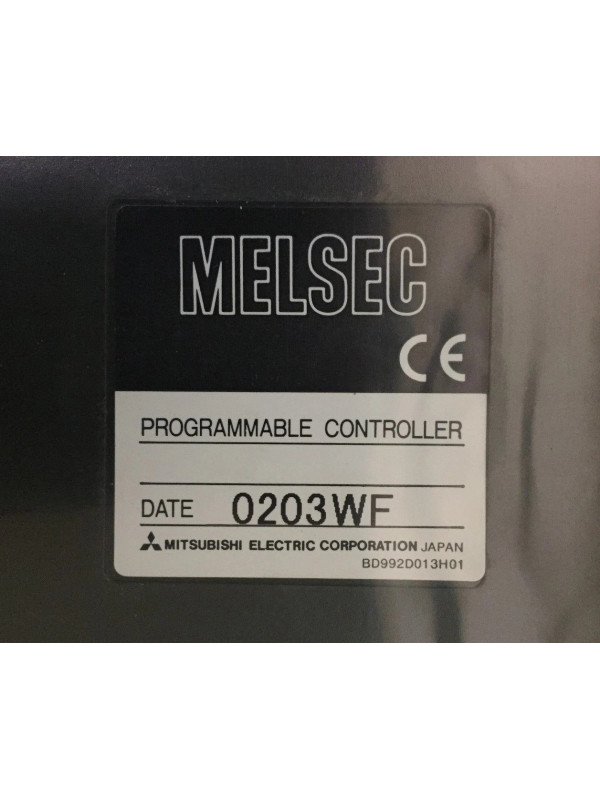 MELSEC
CE
PROGRAMMABLE CONTROLLER
DATE 0203WF
MITSUBISHI ELECTRIC CORPORATION JAPAN
BD992D013H01